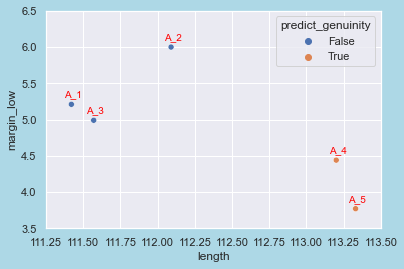 6.5
6.0
5.5
5.0
4.5
4.0
3.5
margin_low
predict_genuinity
False
True
A_1
A_2
A_3
A_4
A_5
111.25 111.50 111.75 112.00 112.25 112.50 112.75 113.00 113.25 113.50
length